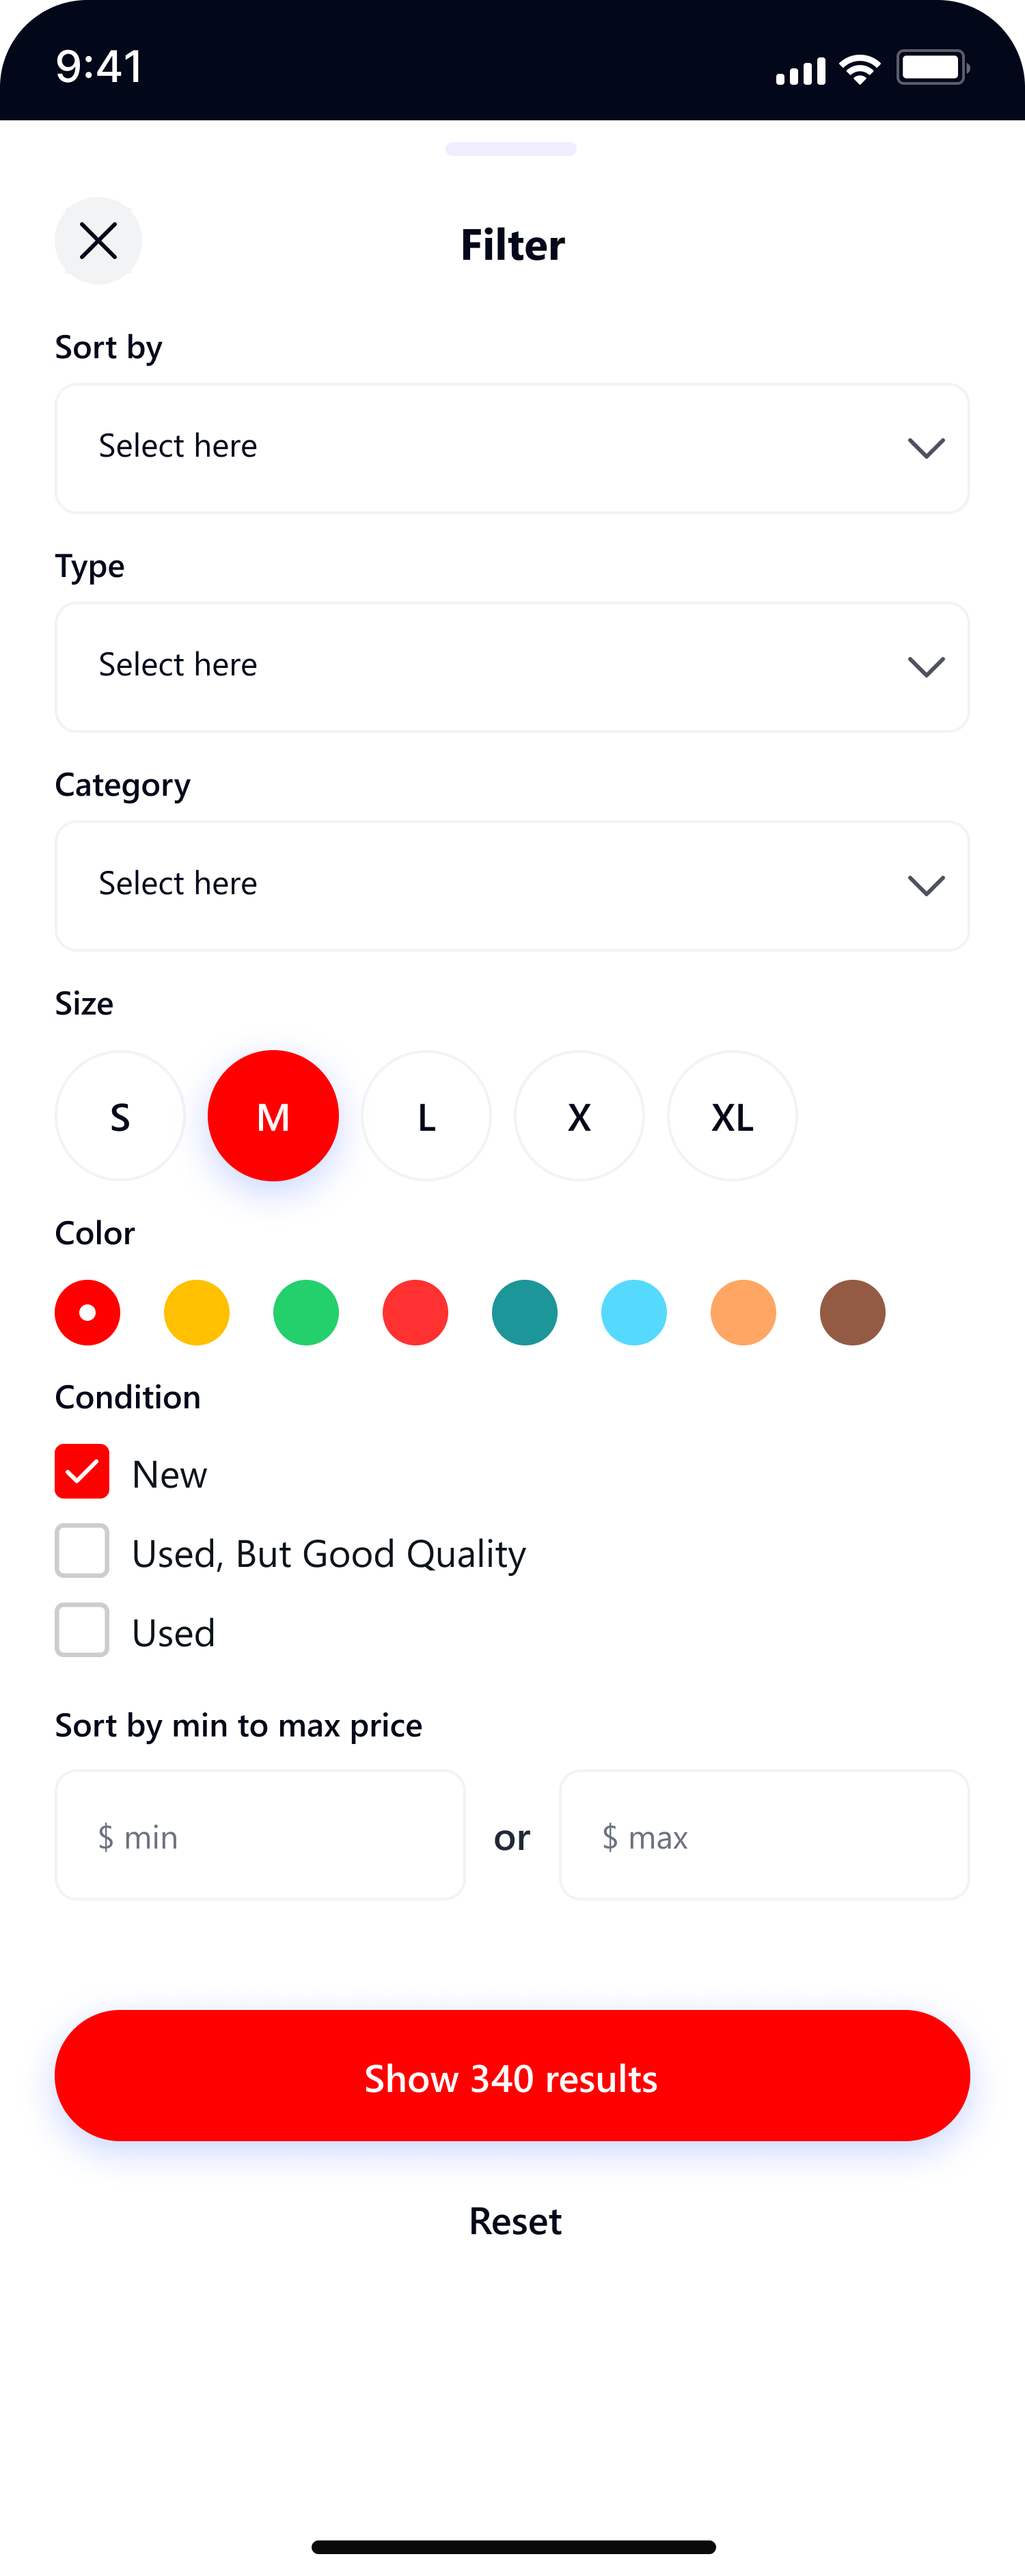 9:41
Filter
Sort by
Select here
Type
Select here
Category
Select here
Size
S M L X XL
Color
Condition
New
Used, But Good Quality
Used
Sort by min to max price
$ min or $ max
Show 340 results
Reset